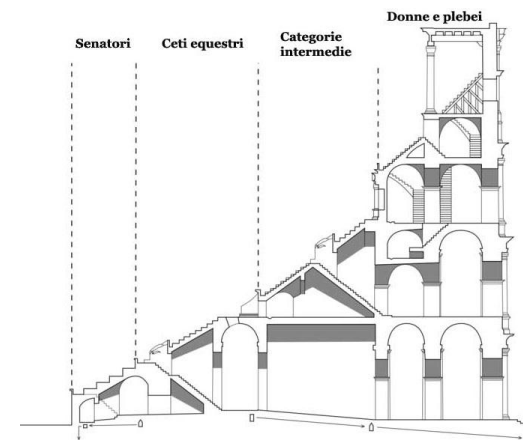 Senatori
Ceti equestri
Categorie
intermedie
Donne e plebei